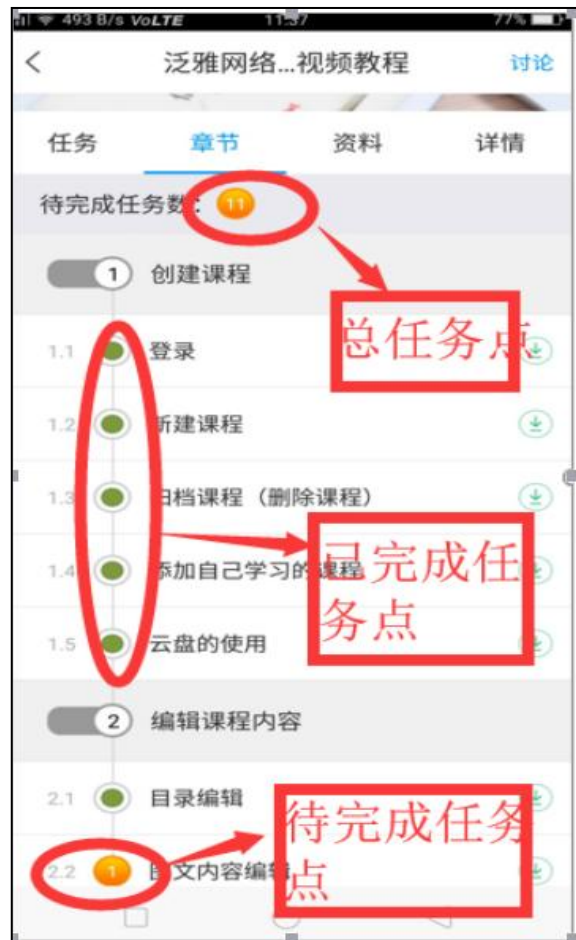 493 B/s VoLTE 11:37 77%
泛雅网络...视频教程 讨论
任务 章节 资料 详情
待完成任务数: 11
1 创建课程
总任务点
1.1 登录
1.2 新建课程
1.3 归档课程（删除课程）
1.4 添加自己学习的课程
已完成任
务点
1.5 云盘的使用
2 编辑课程内容
2.1 目录编辑
待完成任务
点
2.2 1 图文内容编辑